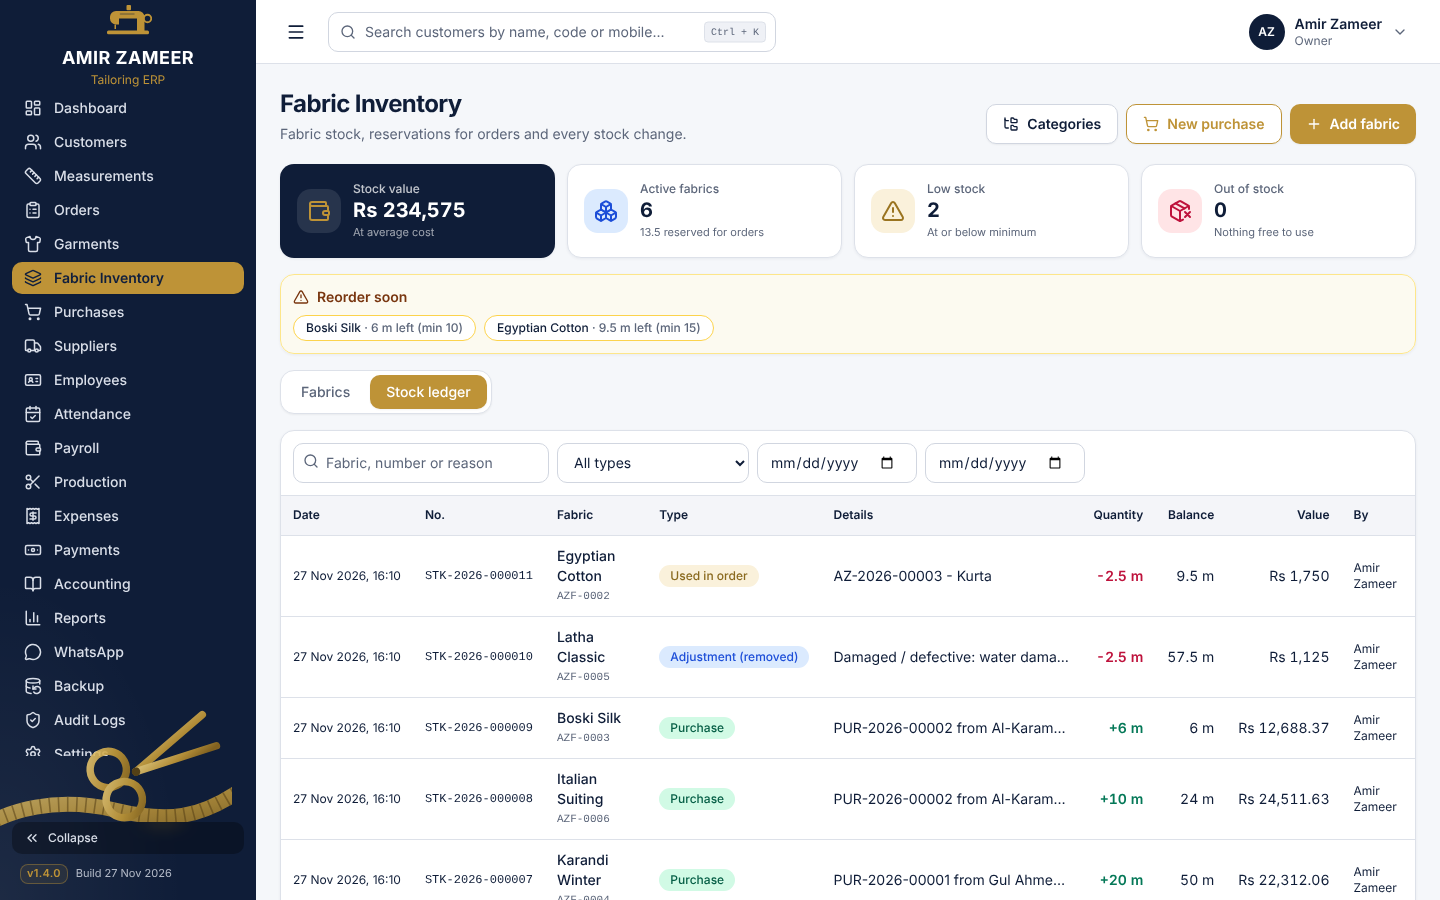 AMIR ZAMEER
Tailoring ERP
Dashboard
Customers
Measurements
Orders
Garments
Fabric Inventory
Purchases
Suppliers
Employees
Attendance
Payroll
Production
Expenses
Payments
Accounting
Reports
WhatsApp
Backup
Audit Logs
Settings
Collapse
v1.4.0 Build 27 Nov 2026
Search customers by name, code or mobile... Ctrl + K
AZ
Amir Zameer
Owner
Fabric Inventory
Fabric stock, reservations for orders and every stock change.
Categories
New purchase
Add fabric
Stock value
Rs 234,575
At average cost
Active fabrics
6
13.5 reserved for orders
Low stock
2
At or below minimum
Out of stock
0
Nothing free to use
Reorder soon
Boski Silk · 6 m left (min 10)
Egyptian Cotton · 9.5 m left (min 15)
Fabrics
Stock ledger
Fabric, number or reason
All types
mm/dd/yyyy
mm/dd/yyyy
Date No. Fabric Type Details Quantity Balance Value By
27 Nov 2026, 16:10 STK-2026-000011 Egyptian Cotton AZF-0002 Used in order AZ-2026-00003 - Kurta -2.5 m 9.5 m Rs 1,750 Amir Zameer
27 Nov 2026, 16:10 STK-2026-000010 Latha Classic AZF-0005 Adjustment (removed) Damaged / defective: water dama... -2.5 m 57.5 m Rs 1,125 Amir Zameer
27 Nov 2026, 16:10 STK-2026-000009 Boski Silk AZF-0003 Purchase PUR-2026-00002 from Al-Karam... +6 m 6 m Rs 12,688.37 Amir Zameer
27 Nov 2026, 16:10 STK-2026-000008 Italian Suiting AZF-0006 Purchase PUR-2026-00002 from Al-Karam... +10 m 24 m Rs 24,511.63 Amir Zameer
27 Nov 2026, 16:10 STK-2026-000007 Karandi Winter AZF-0004 Purchase PUR-2026-00001 from Gul Ahme... +20 m 50 m Rs 22,312.06 Amir Zameer